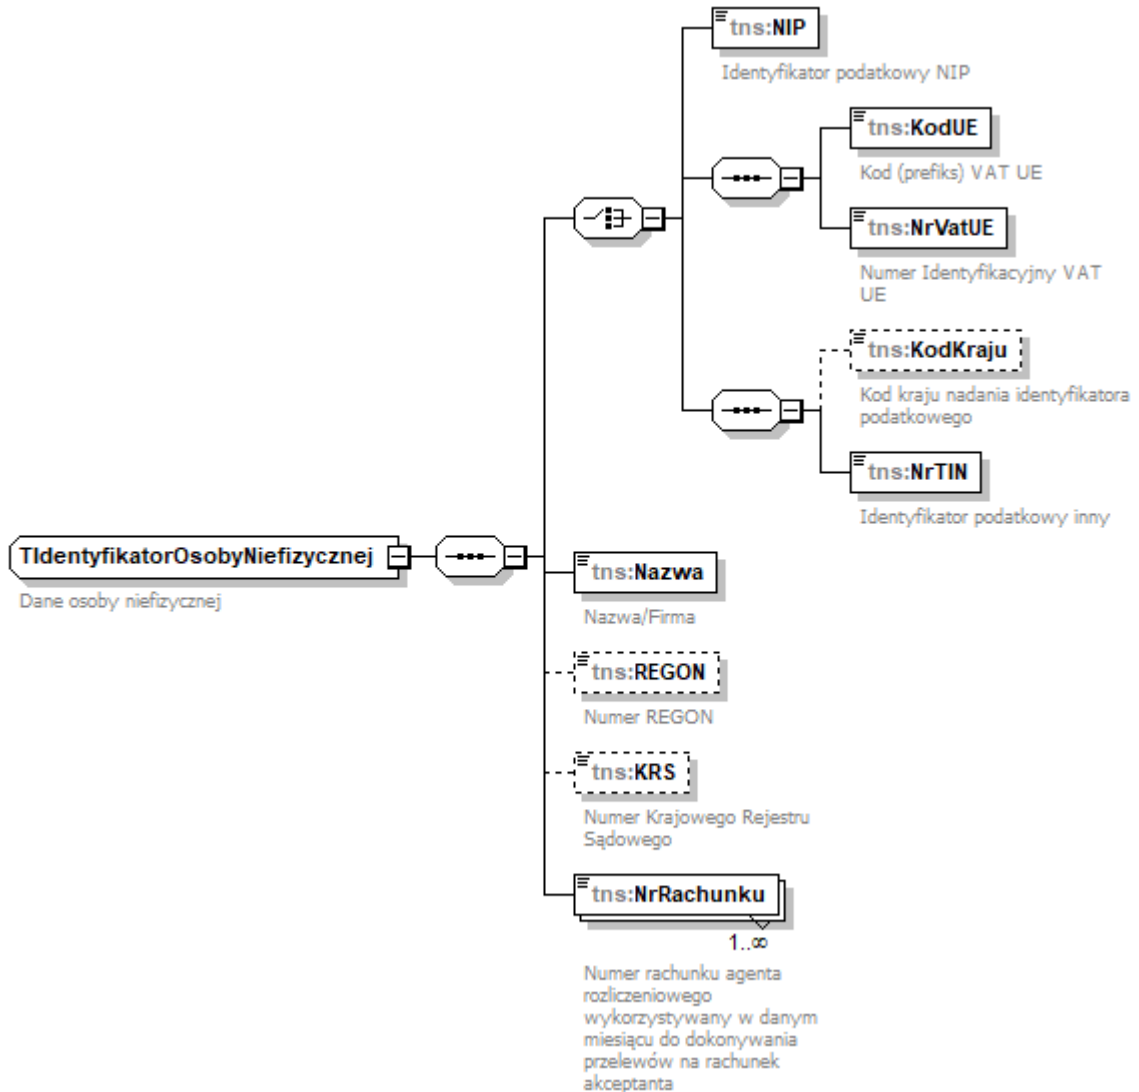 tns:NIP
Identyfikator podatkowy NIP
tns:KodUE
Kod (prefiks) VAT UE
tns:NrVatUE
Numer Identyfikacyjny VAT
UE
tns:KodKraju
Kod kraju nadania identyfikatora
podatkowego
tns:NrTIN
Identyfikator podatkowy inny
TIdentyfikatorOsobyNiefizycznej
Dane osoby niefizycznej
tns:Nazwa
Nazwa/Firma
tns:REGON
Numer REGON
tns:KRS
Numer Krajowego Rejestru
Sądowego
tns:NrRachunku
1..∞
Numer rachunku agenta
rozliczeniowego
wykorzystywany w danym
miesiącu do dokonywania
przelewów na rachunek
akceptanta